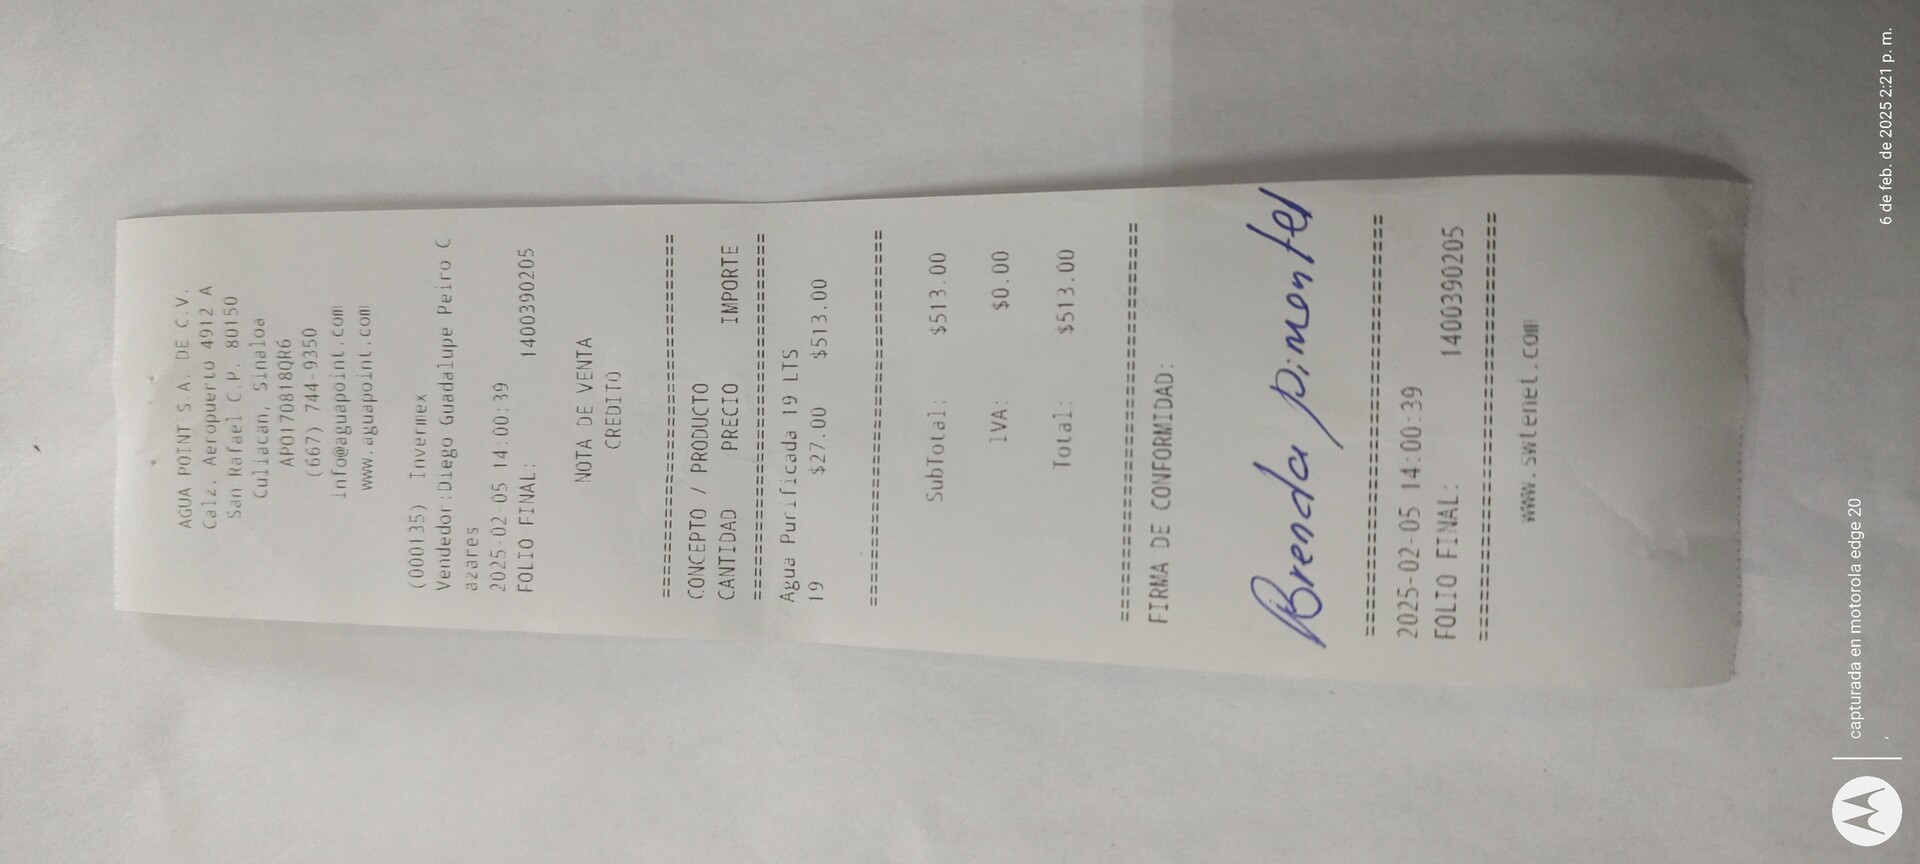 AGUA POINT S.A. DE C.V.
Calz. Aeropuerto 4912 A
San Rafael C.P. 80150
Culiacan, Sinaloa
APO170818QR6
(667) 744-9350
info@aguapoint.com
www.aguapoint.com
(000135) Invermex
Vendedor:Diego Guadalupe Peiro C
azares
2025-02-05 14:00:39
FOLIO FINAL: 1400390205
NOTA DE VENTA
CREDITO
================================
CONCEPTO / PRODUCTO
CANTIDAD PRECIO IMPORTE
================================
Agua Purificada 19 LTS
19 $27.00 $513.00
================================
SubTotal: $513.00
IVA: $0.00
Total: $513.00
================================
FIRMA DE CONFORMIDAD:
Brenda pimontel
================================
2025-02-05 14:00:39
FOLIO FINAL: 1400390205
================================
www.swtenet.com
capturada en motorola edge 20
6 de feb. de 2025 2:21 p. m.